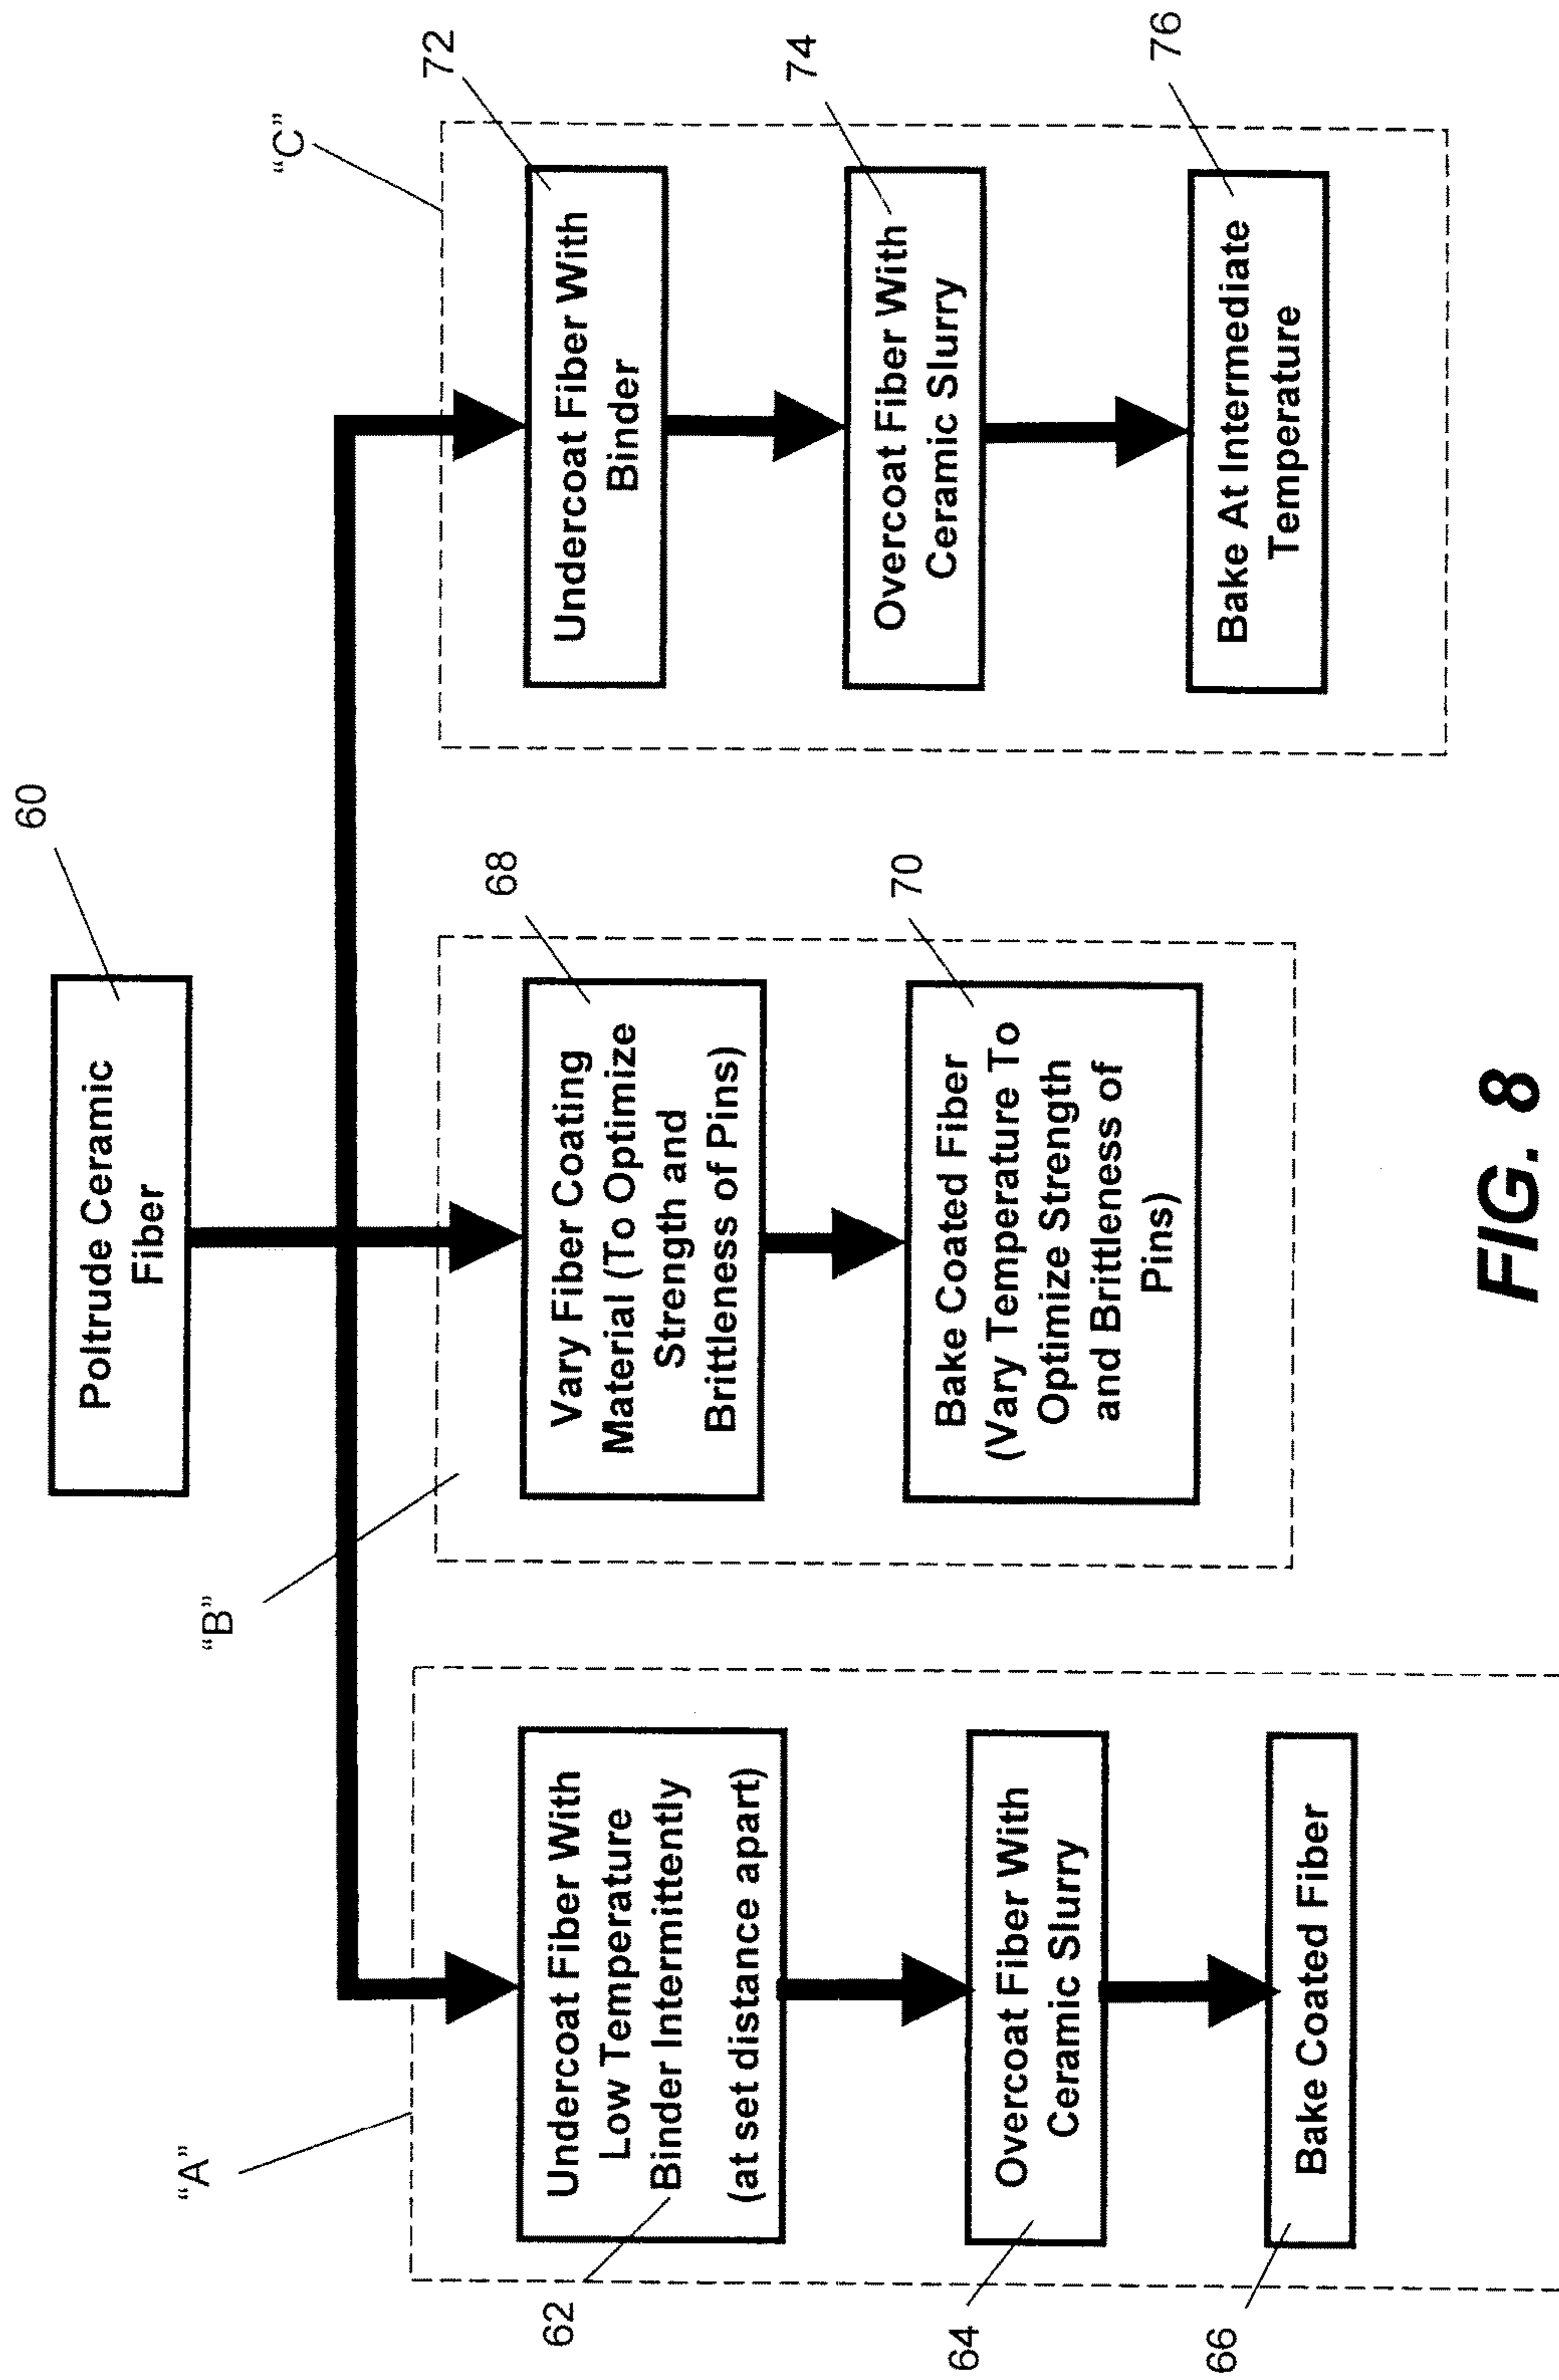 60
Poltrude Ceramic
Fiber
"A"
62
Undercoat Fiber With
Low Temperature
Binder Intermittently
(at set distance apart)
64
Overcoat Fiber With
Ceramic Slurry
66
Bake Coated Fiber
"B"
68
Vary Fiber Coating
Material (To Optimize
Strength and
Brittleness of Pins)
70
Bake Coated Fiber
(Vary Temperature To
Optimize Strength
and Brittleness of
Pins)
"C"
72
Undercoat Fiber With
Binder
74
Overcoat Fiber With
Ceramic Slurry
76
Bake At Intermediate
Temperature
FIG. 8